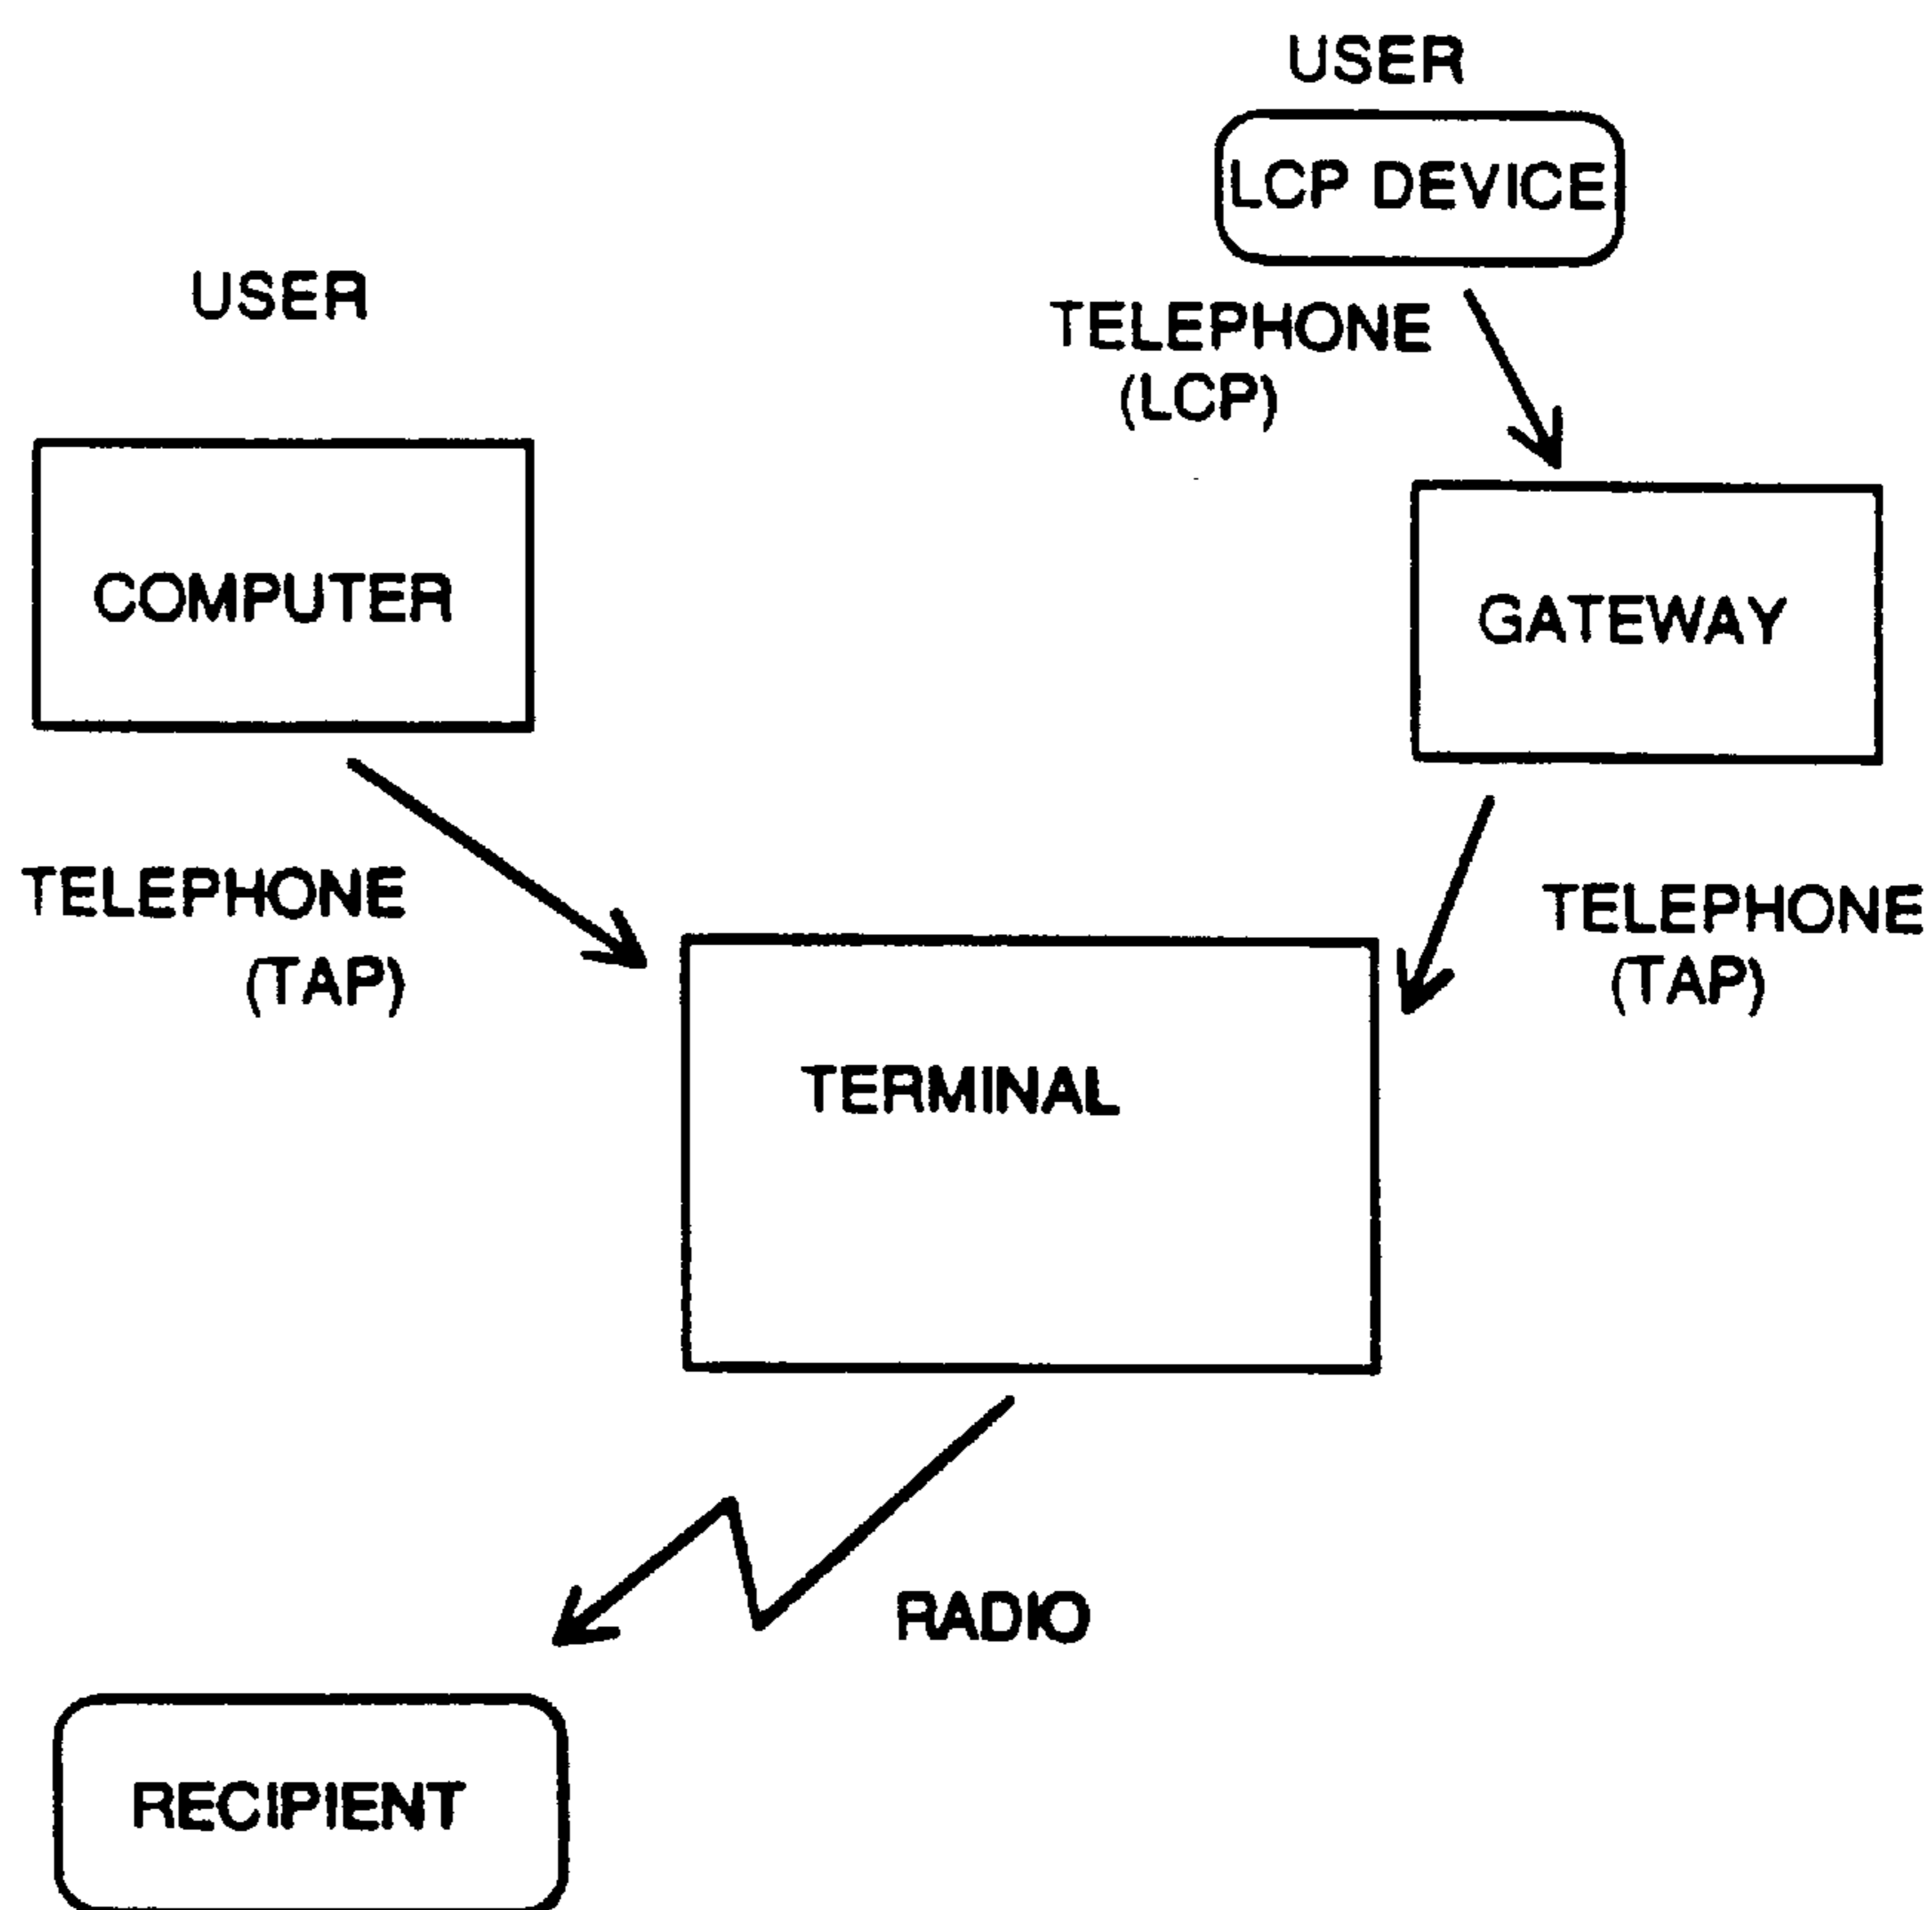 USER
LCP DEVICE
USER
TELEPHONE
(LCP)
COMPUTER
GATEWAY
TELEPHONE
(TAP)
TELEPHONE
(TAP)
TERMINAL
RADIO
RECIPIENT